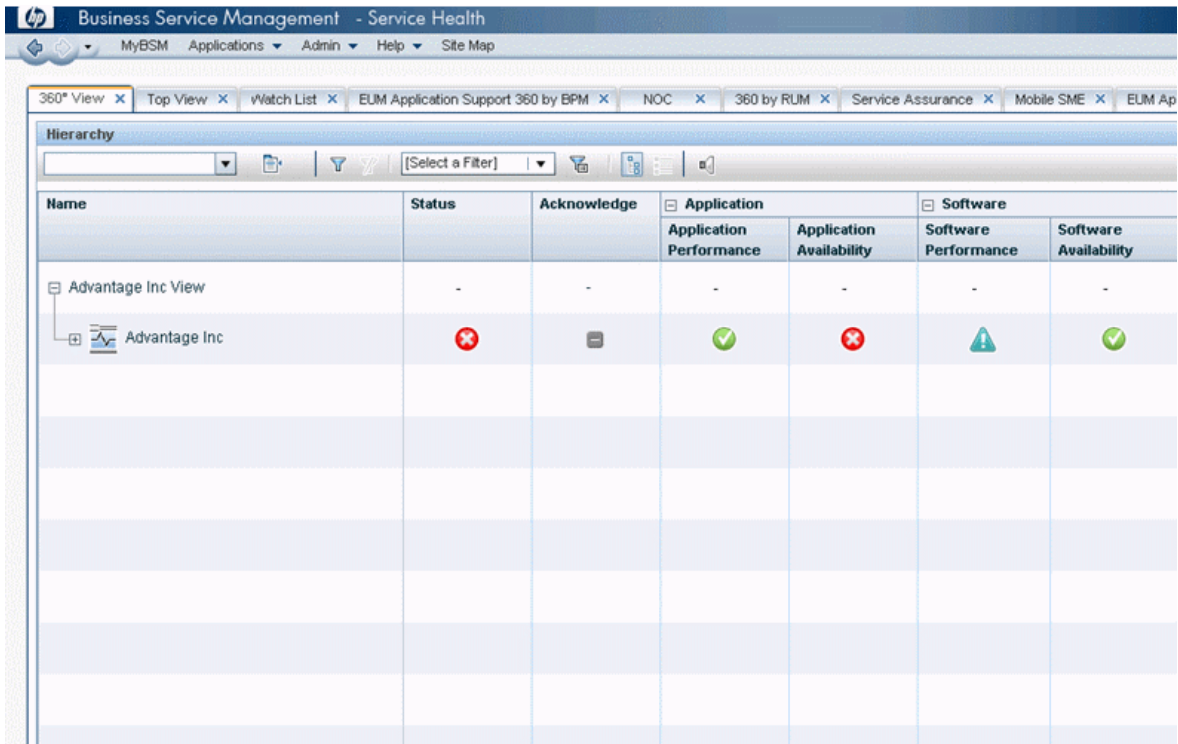 hp Business Service Management - Service Health
MyBSM Applications Admin Help Site Map
360° View Top View Watch List EUM Application Support 360 by BPM NOC 360 by RUM Service Assurance Mobile SME EUM Ap
Hierarchy
[Select a Filter]
Name Status Acknowledge Application Software
Application Performance Application Availability Software Performance Software Availability
Advantage Inc View - - - - - -
Advantage Inc